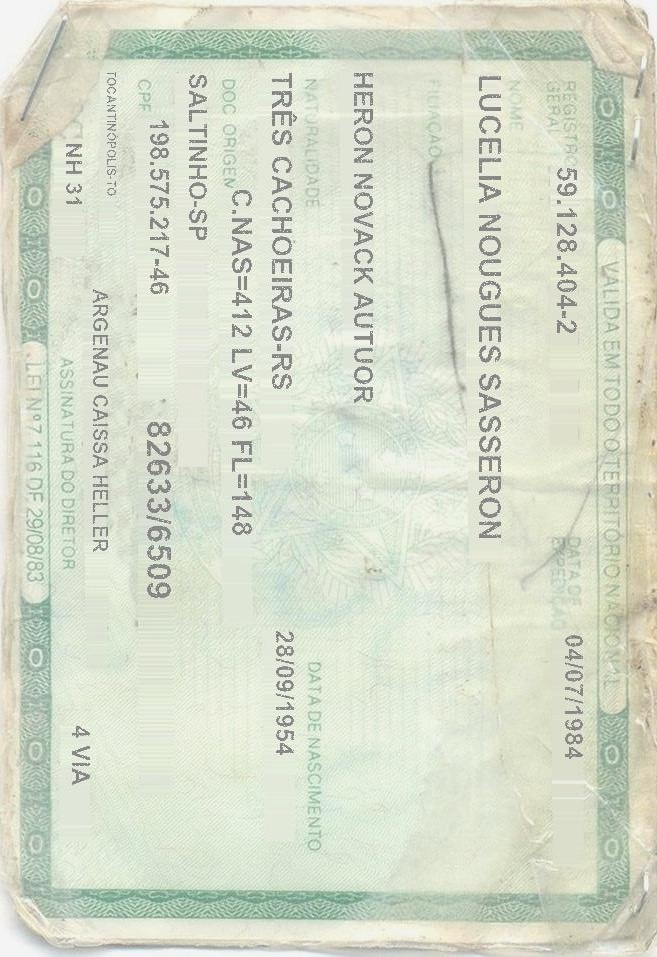 VALIDA EM TODO O TERRITÓRIO NACIONAL
REGISTRO GERAL 59.128.404-2 DATA DE EXPEDIÇÃO 04/07/1984
NOME
LUCELIA NOUGUES SASSERON
FILIAÇÃO
HERON NOVACK AUTUOR
NATURALIDADE DATA DE NASCIMENTO
TRÊS CACHOEIRAS-RS 28/09/1954
DOC ORIGEM C.NAS=412 LV=46 FL=148
SALTINHO-SP
CPF 198.575.217-46 82633/6509
TOCANTINÓPOLIS-TO
ARGENAU CAISSA HELLER
NH 31 4 VIA
ASSINATURA DO DIRETOR
LEI Nº 7.116 DE 29/08/83